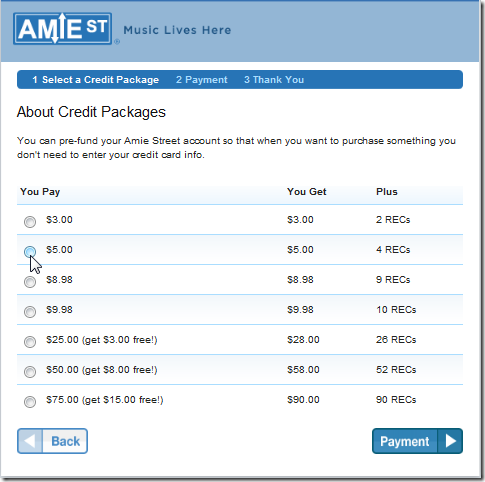 AMIE ST ® Music Lives Here
1 Select a Credit Package 2 Payment 3 Thank You
About Credit Packages
You can pre-fund your Amie Street account so that when you want to purchase something you
don't need to enter your credit card info.
You Pay You Get Plus
$3.00 $3.00 2 RECs
$5.00 $5.00 4 RECs
$8.98 $8.98 9 RECs
$9.98 $9.98 10 RECs
$25.00 (get $3.00 free!) $28.00 26 RECs
$50.00 (get $8.00 free!) $58.00 52 RECs
$75.00 (get $15.00 free!) $90.00 90 RECs
Back Payment